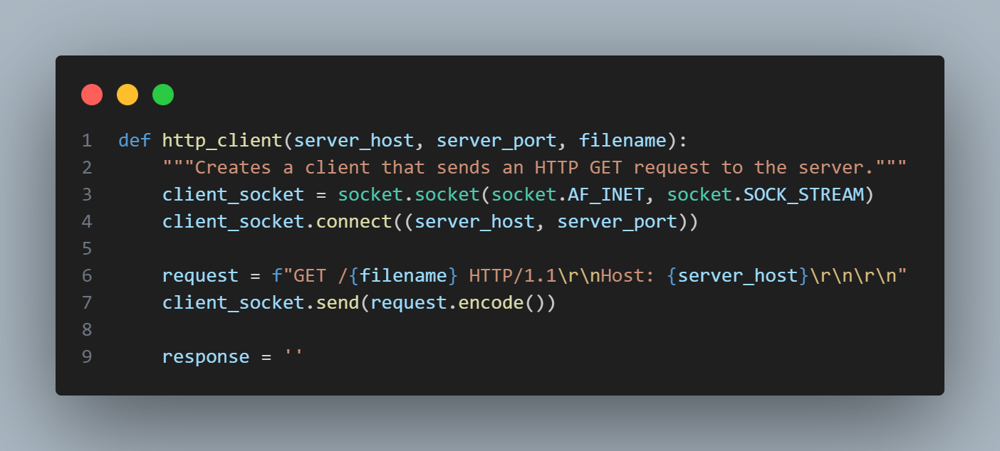 1 def http_client(server_host, server_port, filename):
2     """Creates a client that sends an HTTP GET request to the server."""
3     client_socket = socket.socket(socket.AF_INET, socket.SOCK_STREAM)
4     client_socket.connect((server_host, server_port))
5
6     request = f"GET /{filename} HTTP/1.1\r\nHost: {server_host}\r\n\r\n"
7     client_socket.send(request.encode())
8
9     response = ''